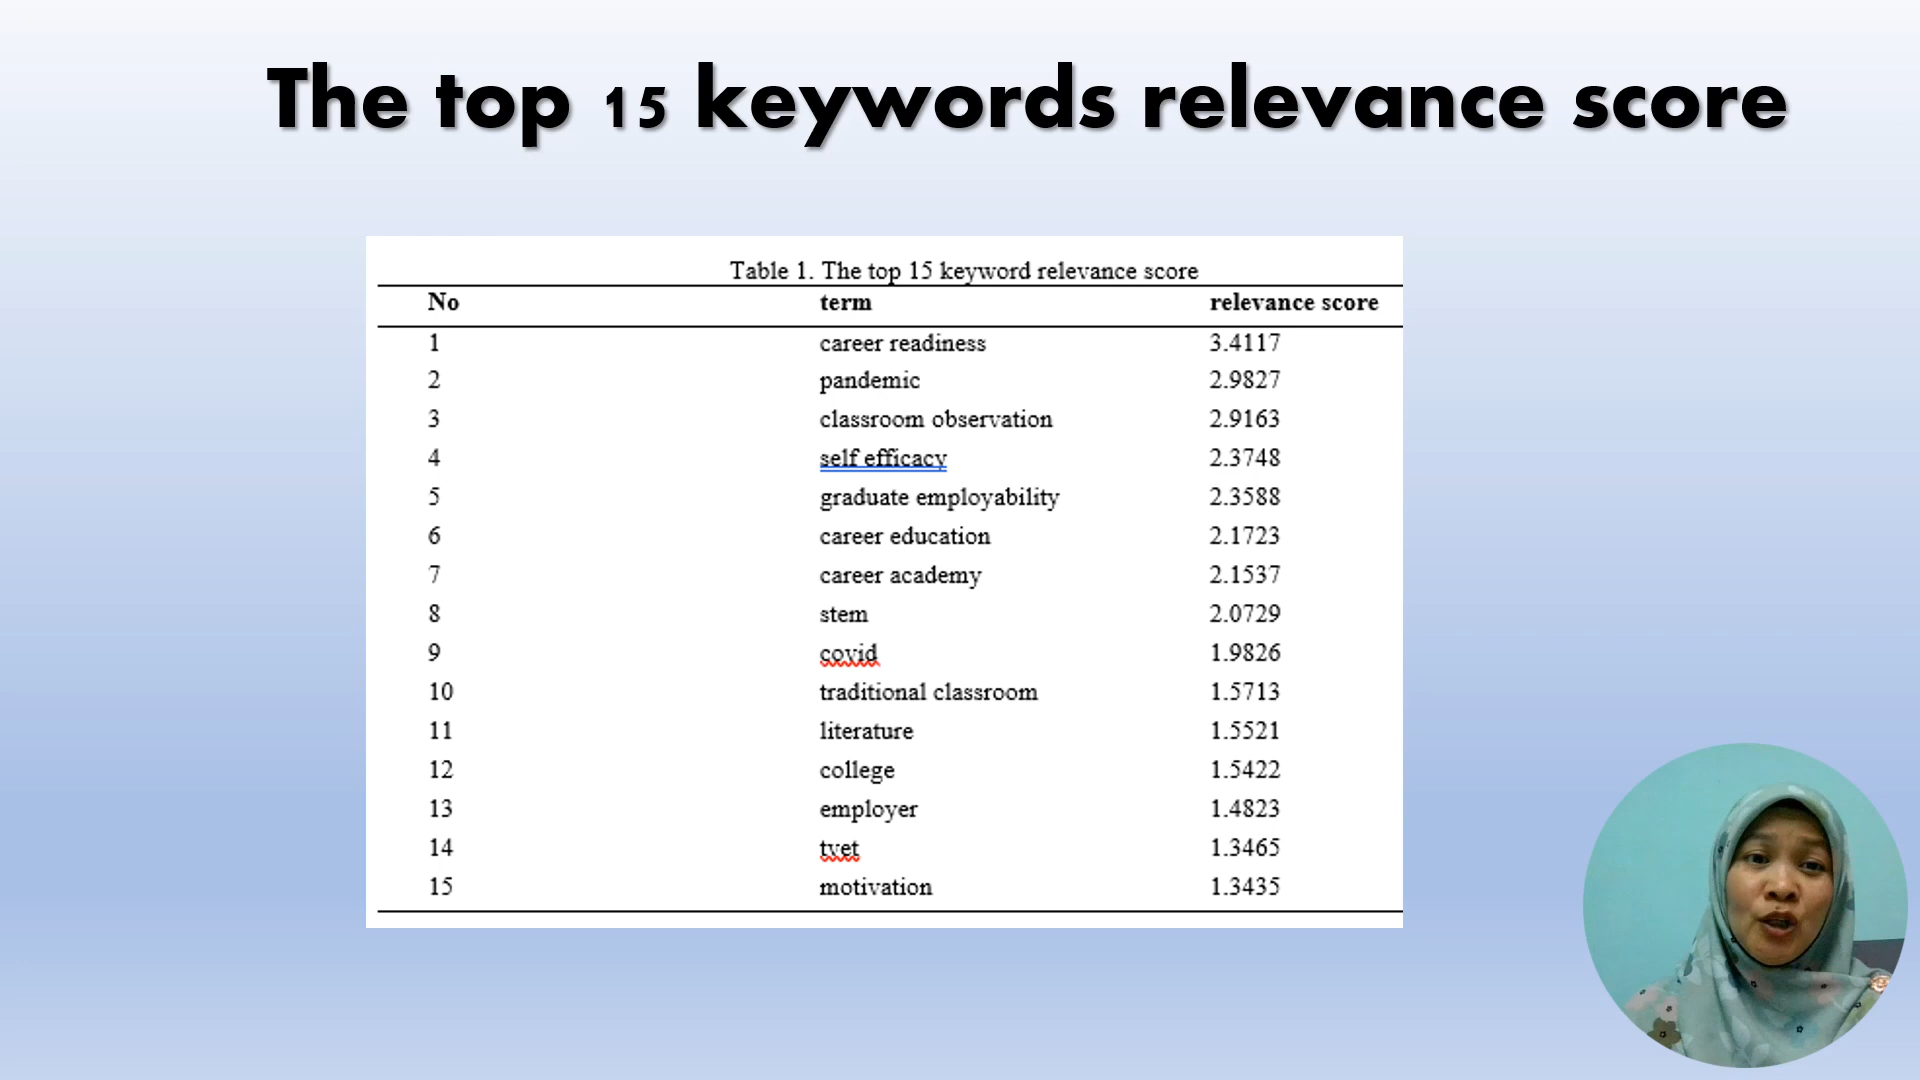 The top 15 keywords relevance score
Table 1. The top 15 keyword relevance score
No term relevance score
1 career readiness 3.4117
2 pandemic 2.9827
3 classroom observation 2.9163
4 self efficacy 2.3748
5 graduate employability 2.3588
6 career education 2.1723
7 career academy 2.1537
8 stem 2.0729
9 covid 1.9826
10 traditional classroom 1.5713
11 literature 1.5521
12 college 1.5422
13 employer 1.4823
14 tvet 1.3465
15 motivation 1.3435